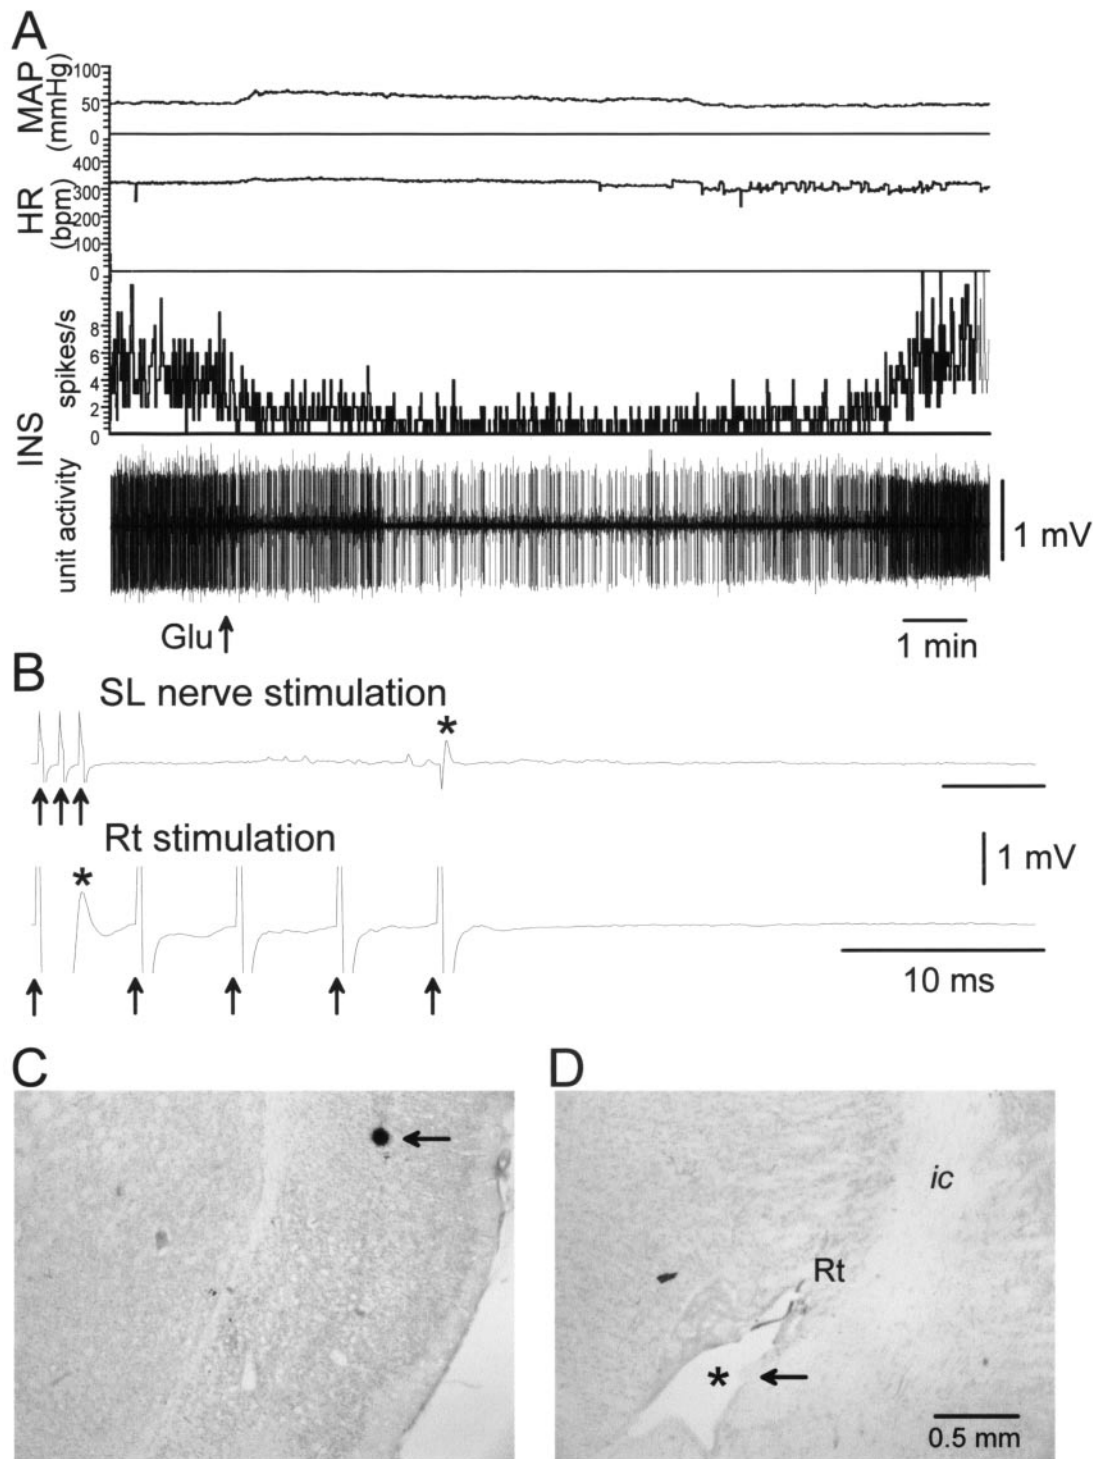 A
MAP
(mmHg)
100
50
0
HR
(bpm)
400
300
200
100
0
INS
spikes/s
8
6
4
2
0
unit activity
1 mV
Glu
1 min
B
SL nerve stimulation
*
Rt stimulation
*
1 mV
10 ms
C
D
ic
Rt
*
0.5 mm